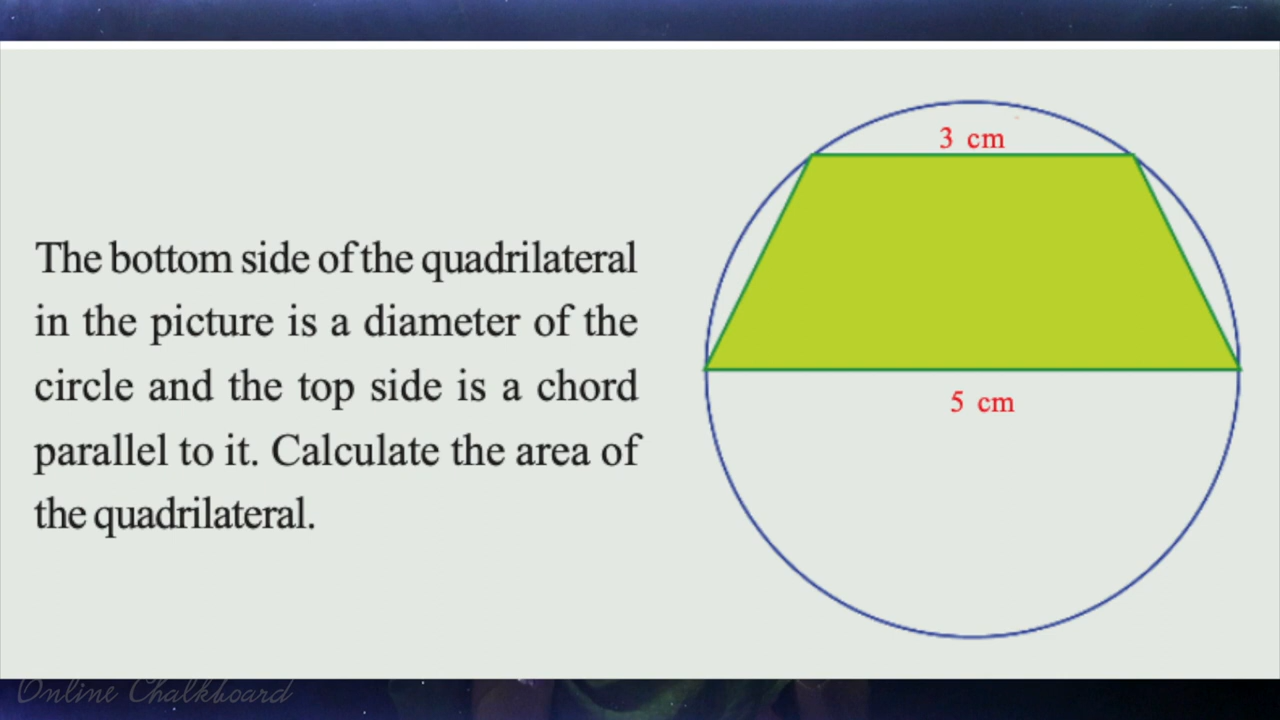 The bottom side of the quadrilateral
in the picture is a diameter of the
circle and the top side is a chord
parallel to it. Calculate the area of
the quadrilateral.
3 cm
5 cm
Online Chalkboard